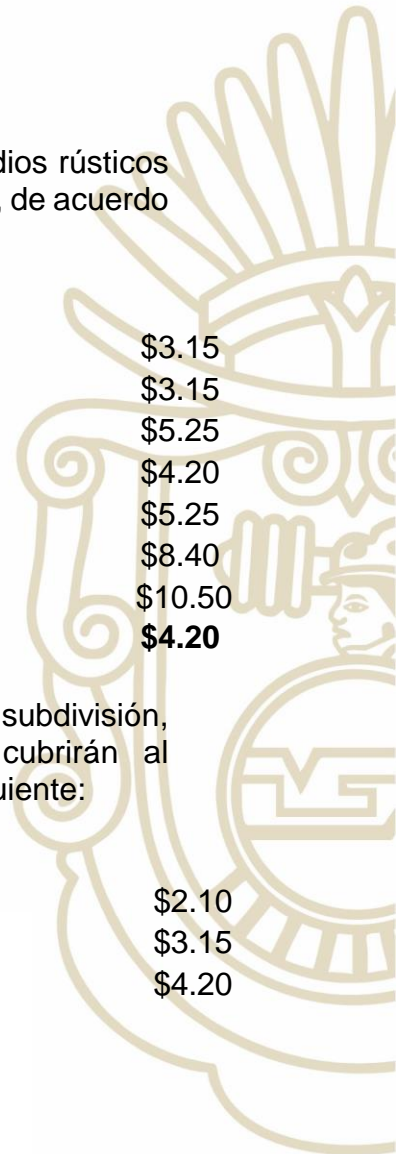 dios rústicos
, de acuerdo
$3.15
$3.15
$5.25
$4.20
$5.25
$8.40
$10.50
$4.20
subdivisión,
cubrirán al
uiente:
$2.10
$3.15
$4.20